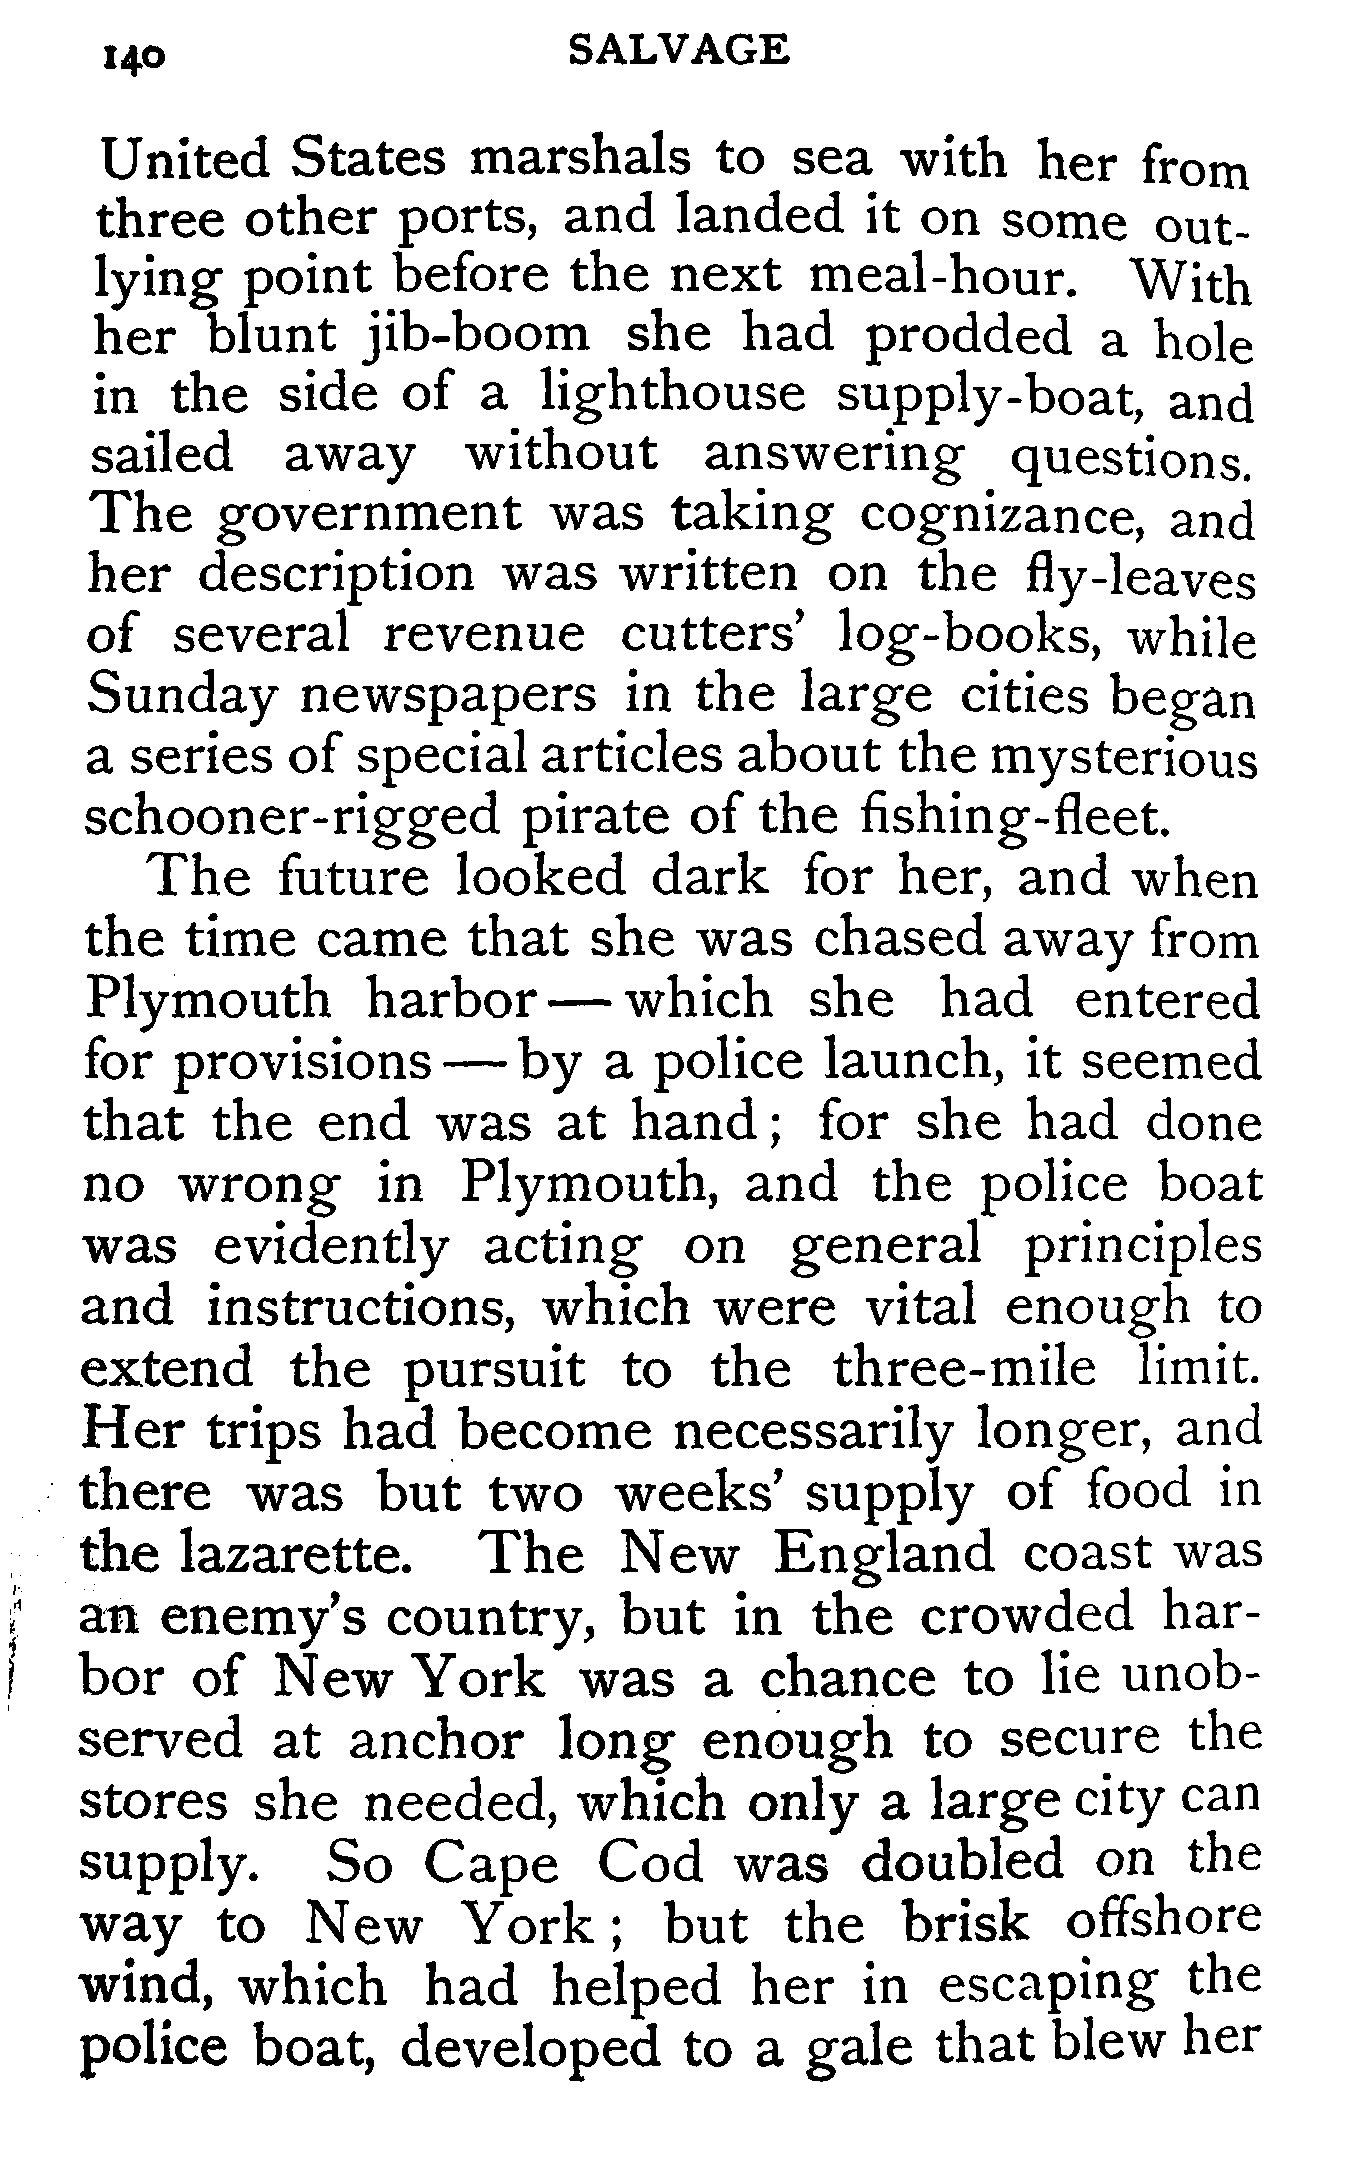 140 SALVAGE
United States marshals to sea with her from
three other ports, and landed it on some out-
lying point before the next meal-hour. With
her blunt jib-boom she had prodded a hole
in the side of a lighthouse supply-boat, and
sailed away without answering questions.
The government was taking cognizance, and
her description was written on the fly-leaves
of several revenue cutters' log-books, while
Sunday newspapers in the large cities began
a series of special articles about the mysterious
schooner-rigged pirate of the fishing-fleet.
The future looked dark for her, and when
the time came that she was chased away from
Plymouth harbor — which she had entered
for provisions — by a police launch, it seemed
that the end was at hand; for she had done
no wrong in Plymouth, and the police boat
was evidently acting on general principles
and instructions, which were vital enough to
extend the pursuit to the three-mile limit.
Her trips had become necessarily longer, and
there was but two weeks' supply of food in
the lazarette. The New England coast was
an enemy's country, but in the crowded har-
bor of New York was a chance to lie unob-
served at anchor long enough to secure the
stores she needed, which only a large city can
supply. So Cape Cod was doubled on the
way to New York; but the brisk offshore
wind, which had helped her in escaping the
police boat, developed to a gale that blew her